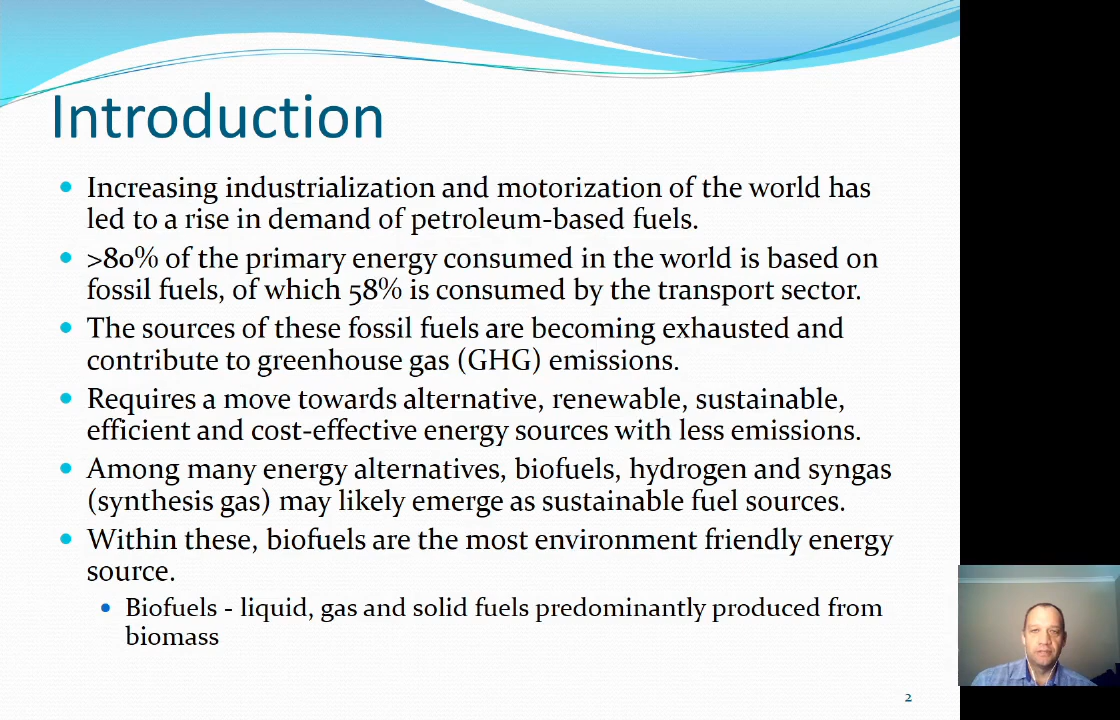 Introduction
Increasing industrialization and motorization of the world has
led to a rise in demand of petroleum-based fuels.
>80% of the primary energy consumed in the world is based on
fossil fuels, of which 58% is consumed by the transport sector.
The sources of these fossil fuels are becoming exhausted and
contribute to greenhouse gas (GHG) emissions.
Requires a move towards alternative, renewable, sustainable,
efficient and cost-effective energy sources with less emissions.
Among many energy alternatives, biofuels, hydrogen and syngas
(synthesis gas) may likely emerge as sustainable fuel sources.
Within these, biofuels are the most environment friendly energy
source.
Biofuels - liquid, gas and solid fuels predominantly produced from
biomass
2